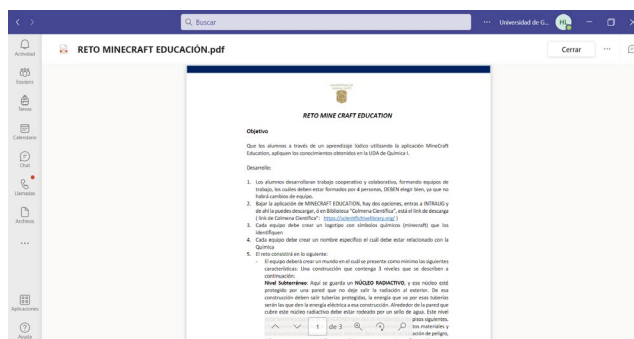 Buscar
Universidad de G...
HL
Actividad
Equipos
Tareas
Calendario
Chat
Llamadas
Archivos
Aplicaciones
Ayuda
RETO MINECRAFT EDUCACIÓN.pdf
Cerrar
RETO MINE CRAFT EDUCATION
Objetivo
Que los alumnos a través de un aprendizaje lúdico utilizando la aplicación MineCraft
Education, apliquen los conocimientos obtenidos en la UDA de Química I.
Desarrollo:
1. Los alumnos desarrollaran trabajo cooperativo y colaborativo, formando equipos de
trabajo, los cuáles deben estar formados por 4 personas, DEBEN elegir bien, ya que no
habrá cambios de equipo.
2. Bajar la aplicación de MINECRAFT EDUCATION, hay dos opciones, entras a INTRAUG y
de ahí la puedes descargar, ó en Biblioteca "Colmena Científica", está el link de descarga
( link de Colmena Científica": https://scientifichivelibrary.org/ )
3. Cada equipo debe crear un logotipo con símbolos químicos (minecraft) que los
identifiquen
4. Cada equipo debe crear un nombre específico el cuál debe estar relacionado con la
Química
5. El reto consistirá en lo siguiente:
- El equipo deberá crear un mundo en el cuál se presente como mínimo las siguientes
características: Una construcción que contenga 3 niveles que se describen a
continuación:
Nivel Subterráneo: Aquí se guarda un NÚCLEO RADIACTIVO, y ese núcleo esté
protegido por una pared que no deje salir la radiación al exterior. De esa
construcción deben salir tuberías protegidas, la energía que va por esas tuberías
serán las que den la energía eléctrica a esa construcción. Alrededor de la pared que
cubre este núcleo radiactivo debe estar rodeado por un sello de agua. Este nivel
pisos siguientes.
tos materiales y
ación de peligro,
1 de 3